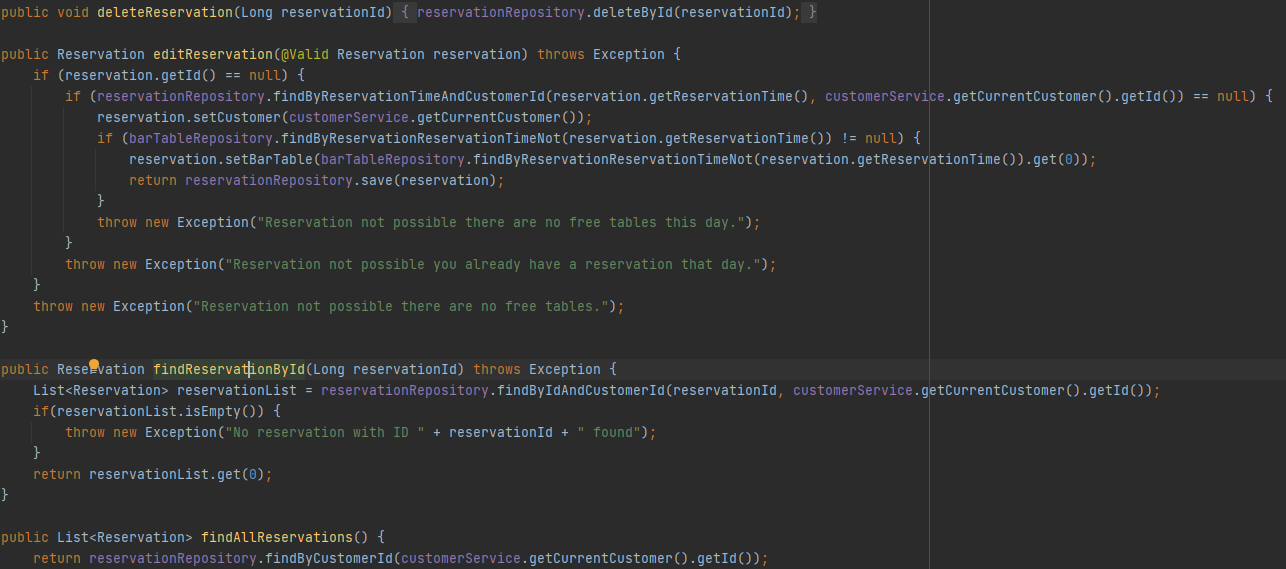 public void deleteReservation(Long reservationId) { reservationRepository.deleteById(reservationId); }
public Reservation editReservation(@Valid Reservation reservation) throws Exception {
if (reservation.getId() == null) {
if (reservationRepository.findByReservationTimeAndCustomerId(reservation.getReservationTime(), customerService.getCurrentCustomer().getId()) == null) {
reservation.setCustomer(customerService.getCurrentCustomer());
if (barTableRepository.findByReservationReservationTimeNot(reservation.getReservationTime()) != null) {
reservation.setBarTable(barTableRepository.findByReservationReservationTimeNot(reservation.getReservationTime()).get(0));
return reservationRepository.save(reservation);
}
throw new Exception("Reservation not possible there are no free tables this day.");
}
throw new Exception("Reservation not possible you already have a reservation that day.");
}
throw new Exception("Reservation not possible there are no free tables.");
}
public Reservation findReservationById(Long reservationId) throws Exception {
List<Reservation> reservationList = reservationRepository.findByIdAndCustomerId(reservationId, customerService.getCurrentCustomer().getId());
if(reservationList.isEmpty()) {
throw new Exception("No reservation with ID " + reservationId + " found");
}
return reservationList.get(0);
}
public List<Reservation> findAllReservations() {
return reservationRepository.findByCustomerId(customerService.getCurrentCustomer().getId());